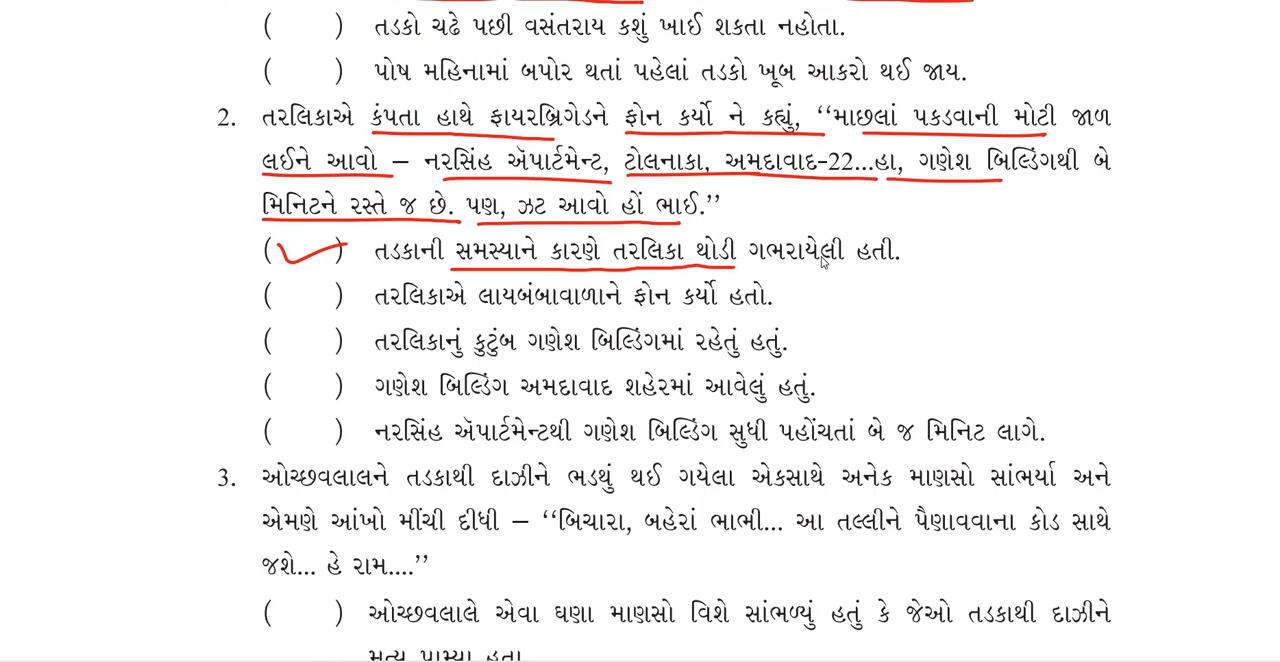 (      ) તડકો ચઢે પછી વસંતરાય કશું ખાઈ શકતા નહોતા.
(      ) પોષ મહિનામાં બપોર થતાં પહેલાં તડકો ખૂબ આકરો થઈ જાય.
2. તરલિકાએ કંપતા હાથે ફાયરબ્રિગેડને ફોન કર્યો ને કહ્યું, ‘‘માછલાં પકડવાની મોટી જાળ
લઈને આવો – નરસિંહ ઍપાર્ટમેન્ટ, ટોલનાકા, અમદાવાદ-22...હા, ગણેશ બિલ્ડિંગથી બે
મિનિટને રસ્તે જ છે. પણ, ઝટ આવો હોં ભાઈ.’’
( ✓ ) તડકાની સમસ્યાને કારણે તરલિકા થોડી ગભરાયેલી હતી.
(      ) તરલિકાએ લાયબંબાવાળાને ફોન કર્યો હતો.
(      ) તરલિકાનું કુટુંબ ગણેશ બિલ્ડિંગમાં રહેતું હતું.
(      ) ગણેશ બિલ્ડિંગ અમદાવાદ શહેરમાં આવેલું હતું.
(      ) નરસિંહ ઍપાર્ટમેન્ટથી ગણેશ બિલ્ડિંગ સુધી પહોંચતાં બે જ મિનિટ લાગે.
3. ઓચ્છવલાલને તડકાથી દાઝીને ભડથું થઈ ગયેલા એકસાથે અનેક માણસો સાંભર્યા અને
એમણે આંખો મીંચી દીધી – ‘‘બિચારા, બહેરાં ભાભી... આ તલ્લીને પૈણાવવાના કોડ સાથે
જશે... હે રામ....’’
(      ) ઓચ્છવલાલે એવા ઘણા માણસો વિશે સાંભળ્યું હતું કે જેઓ તડકાથી દાઝીને